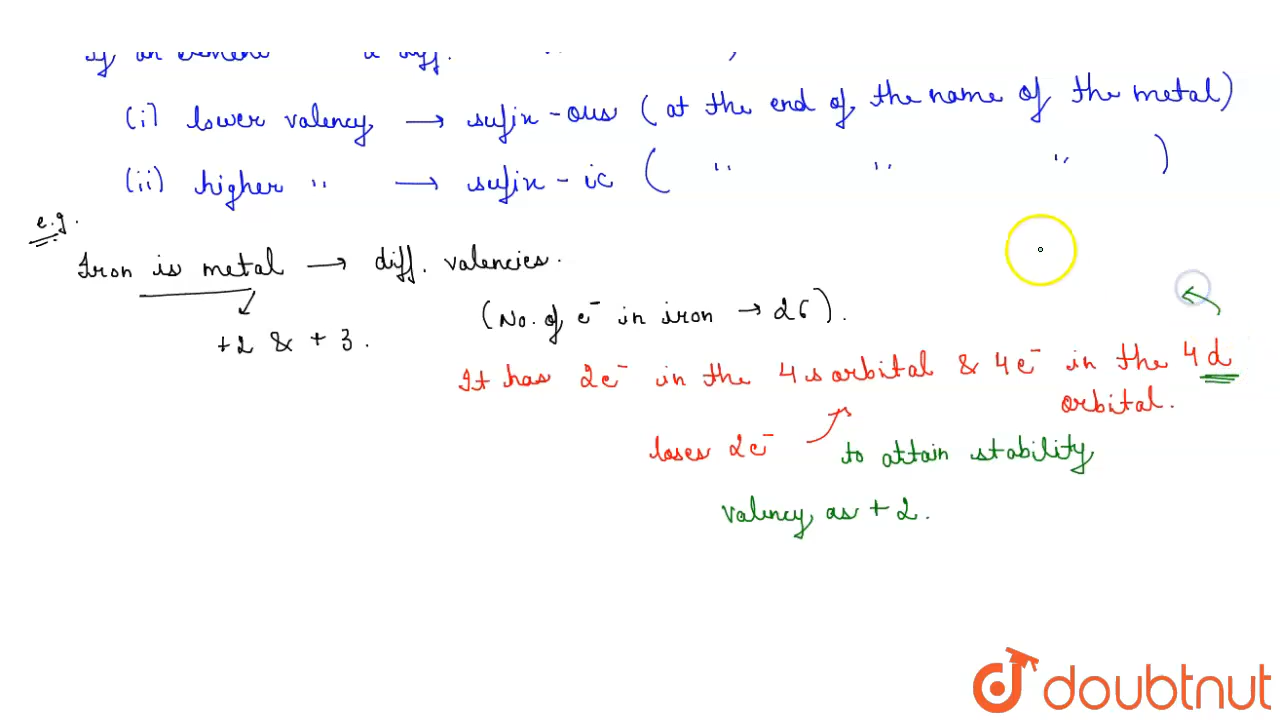 (i) lower valency → sufix - ous (at the end of the name of the metal)
(ii) higher " → sufix - ic ( " " " )
e.g.
Iron is metal → diff. valencies.
+2 & +3.
(No. of e⁻ in iron → 26).
It has 2e⁻ in the 4s orbital & 4e⁻ in the 4d
orbital.
loses 2e⁻ to attain stability
valency as +2.
doubtnut